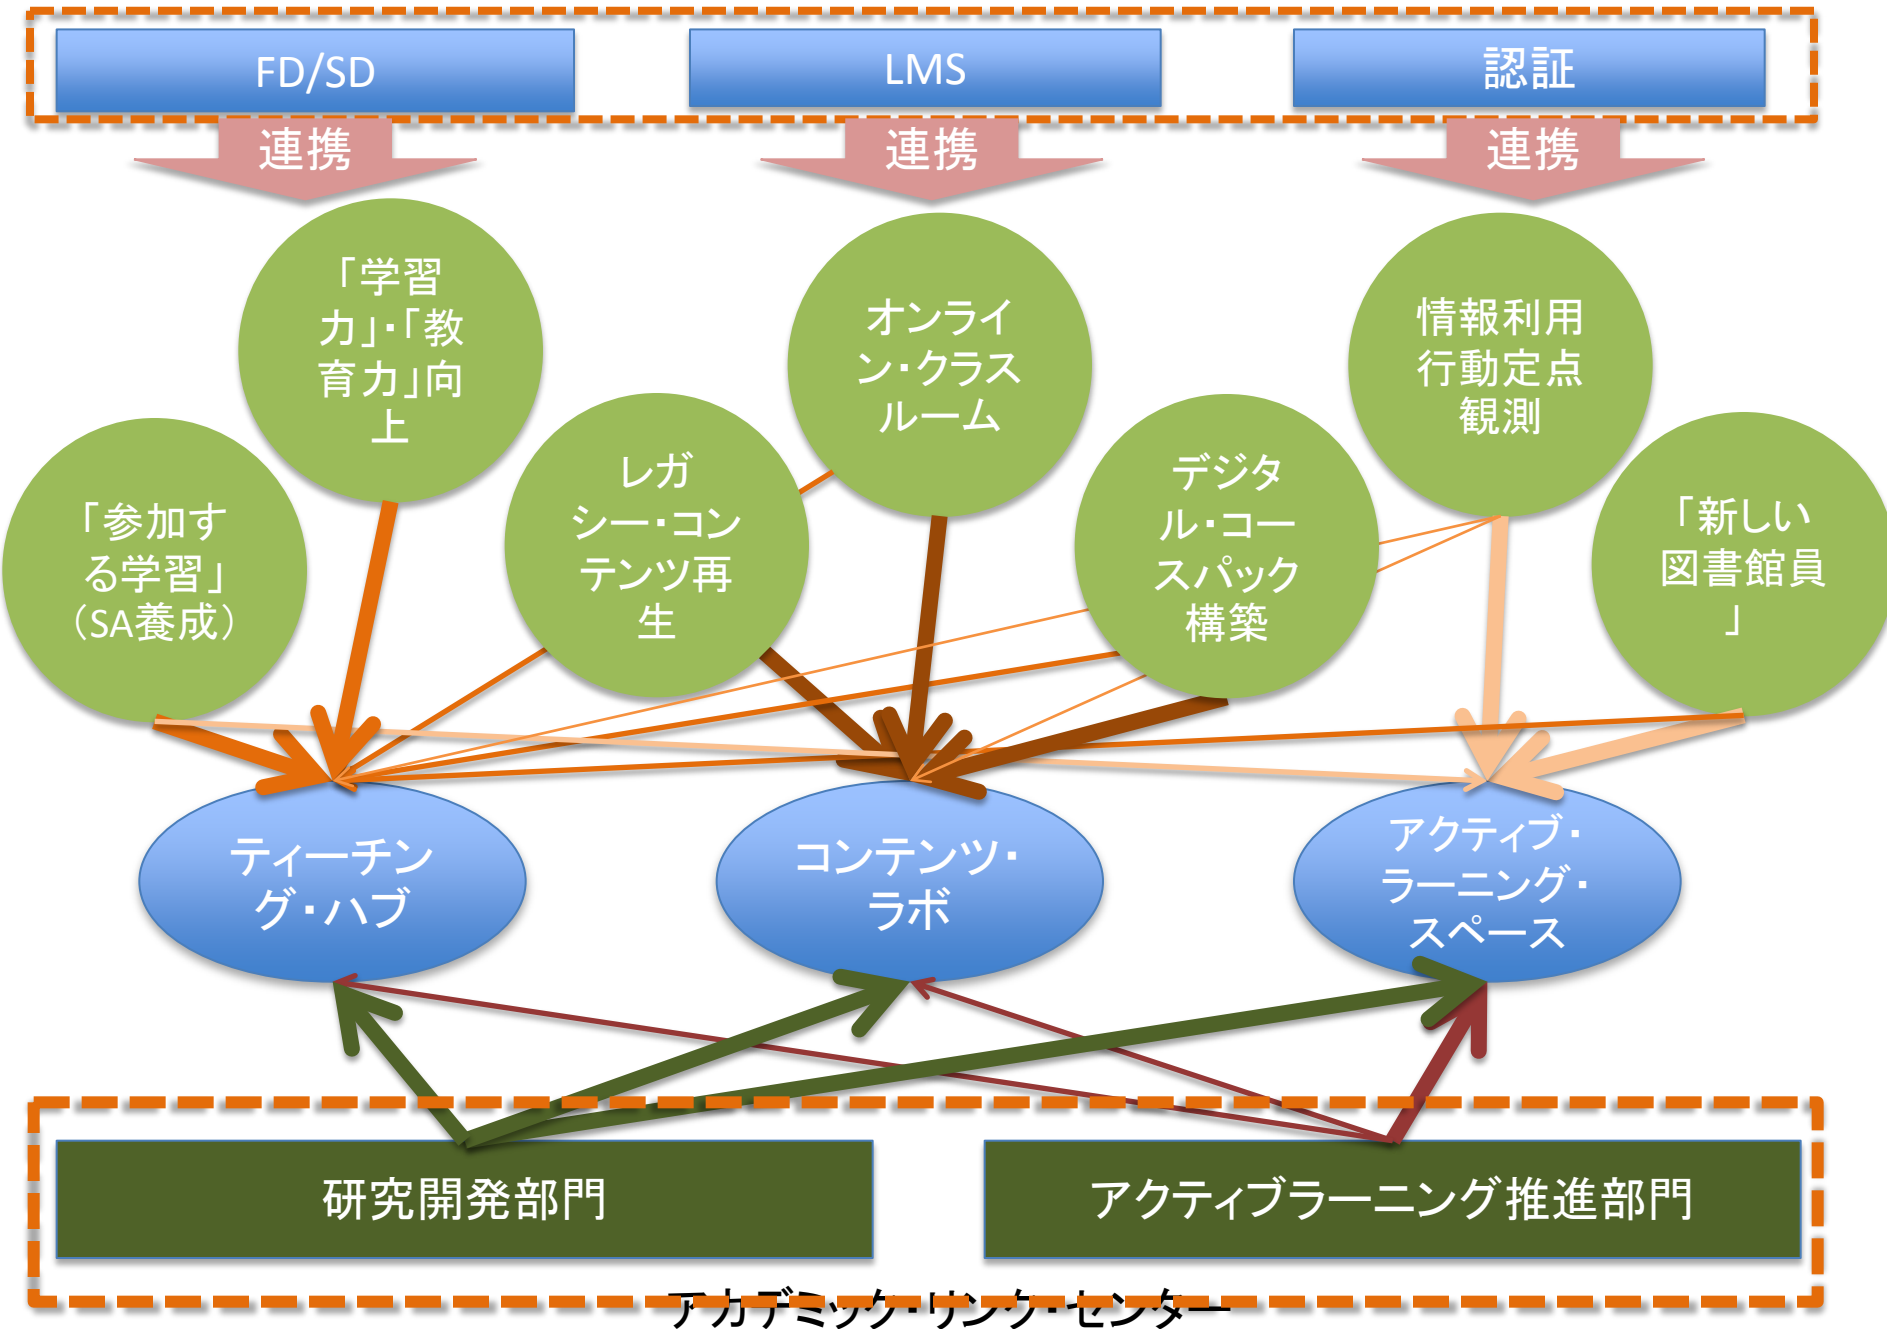 FD/SD
LMS
認証
連携
連携
連携
「学習
力」・「教
育力」向
上
オンライ
ン・クラス
ルーム
情報利用
行動定点
観測
「参加す
る学習」
（SA養成）
レガ
シー・コン
テンツ再
生
デジタ
ル・コー
スパック
構築
「新しい
図書館員
」
ティーチン
グ・ハブ
コンテンツ・
ラボ
アクティブ・
ラーニング・
スペース
研究開発部門
アクティブラーニング推進部門
アカデミック・リンク・センター